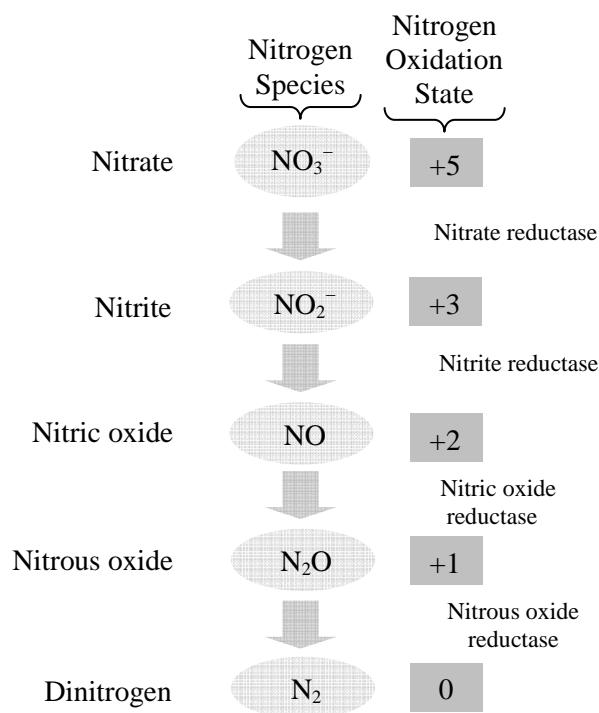 Nitrogen
Species
Nitrogen
Oxidation
State
Nitrate NO₃⁻ +5
Nitrate reductase
Nitrite NO₂⁻ +3
Nitrite reductase
Nitric oxide NO +2
Nitric oxide
reductase
Nitrous oxide N₂O +1
Nitrous oxide
reductase
Dinitrogen N₂ 0